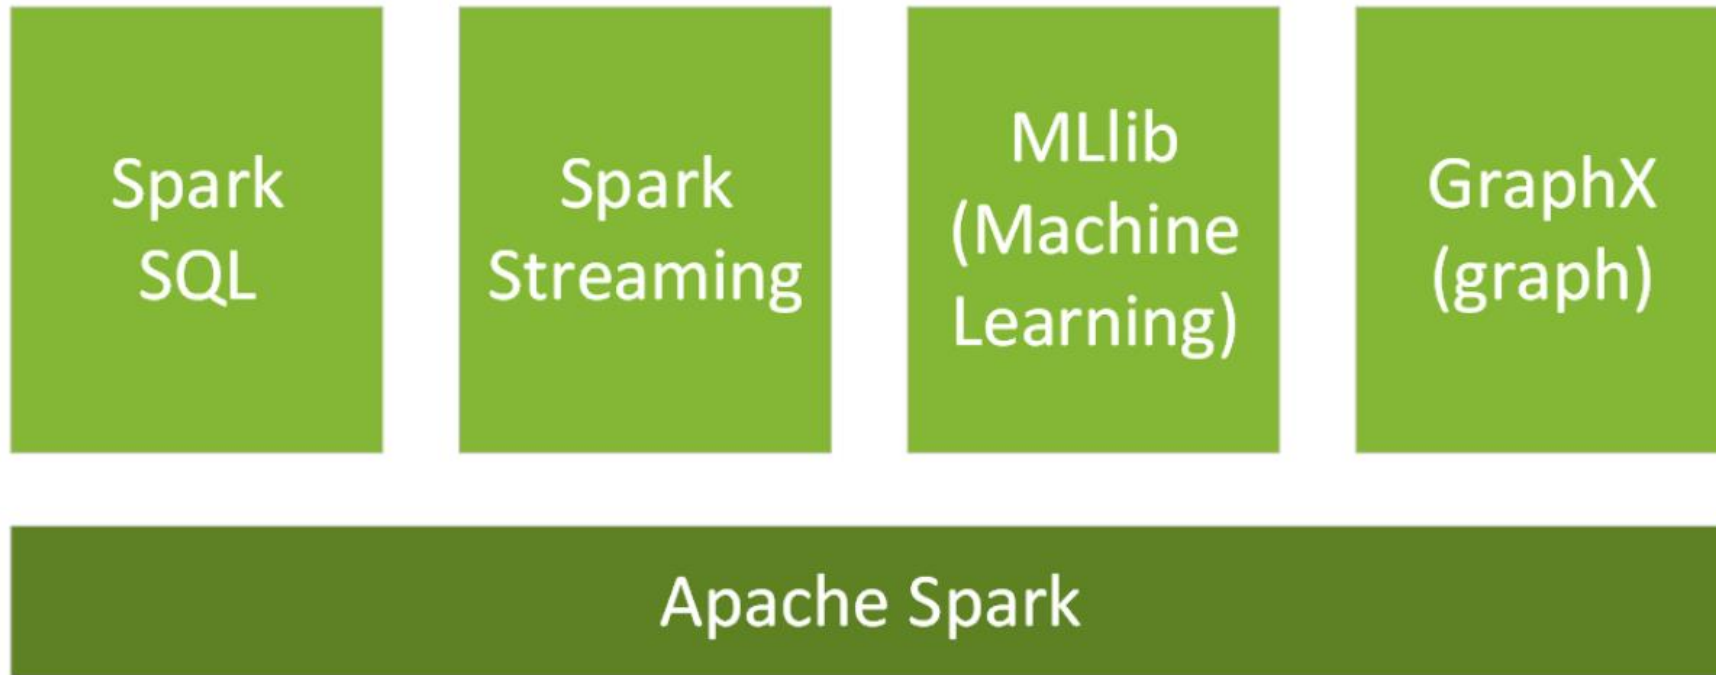 Spark
SQL
Spark
Streaming
MLlib
(Machine
Learning)
GraphX
(graph)
Apache Spark